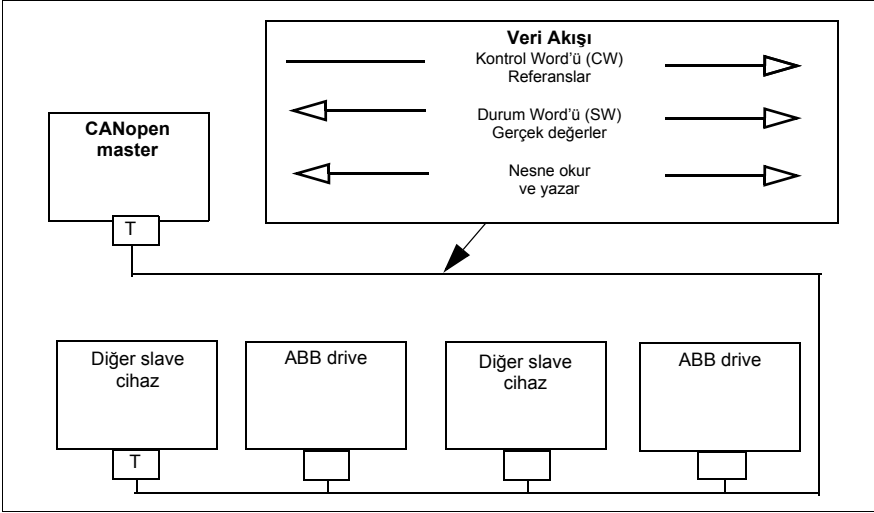 Veri Akışı
Kontrol Word'ü (CW)
Referanslar
Durum Word'ü (SW)
Gerçek değerler
Nesne okur
ve yazar
CANopen
master
T
Diğer slave
cihaz
ABB drive
Diğer slave
cihaz
ABB drive
T